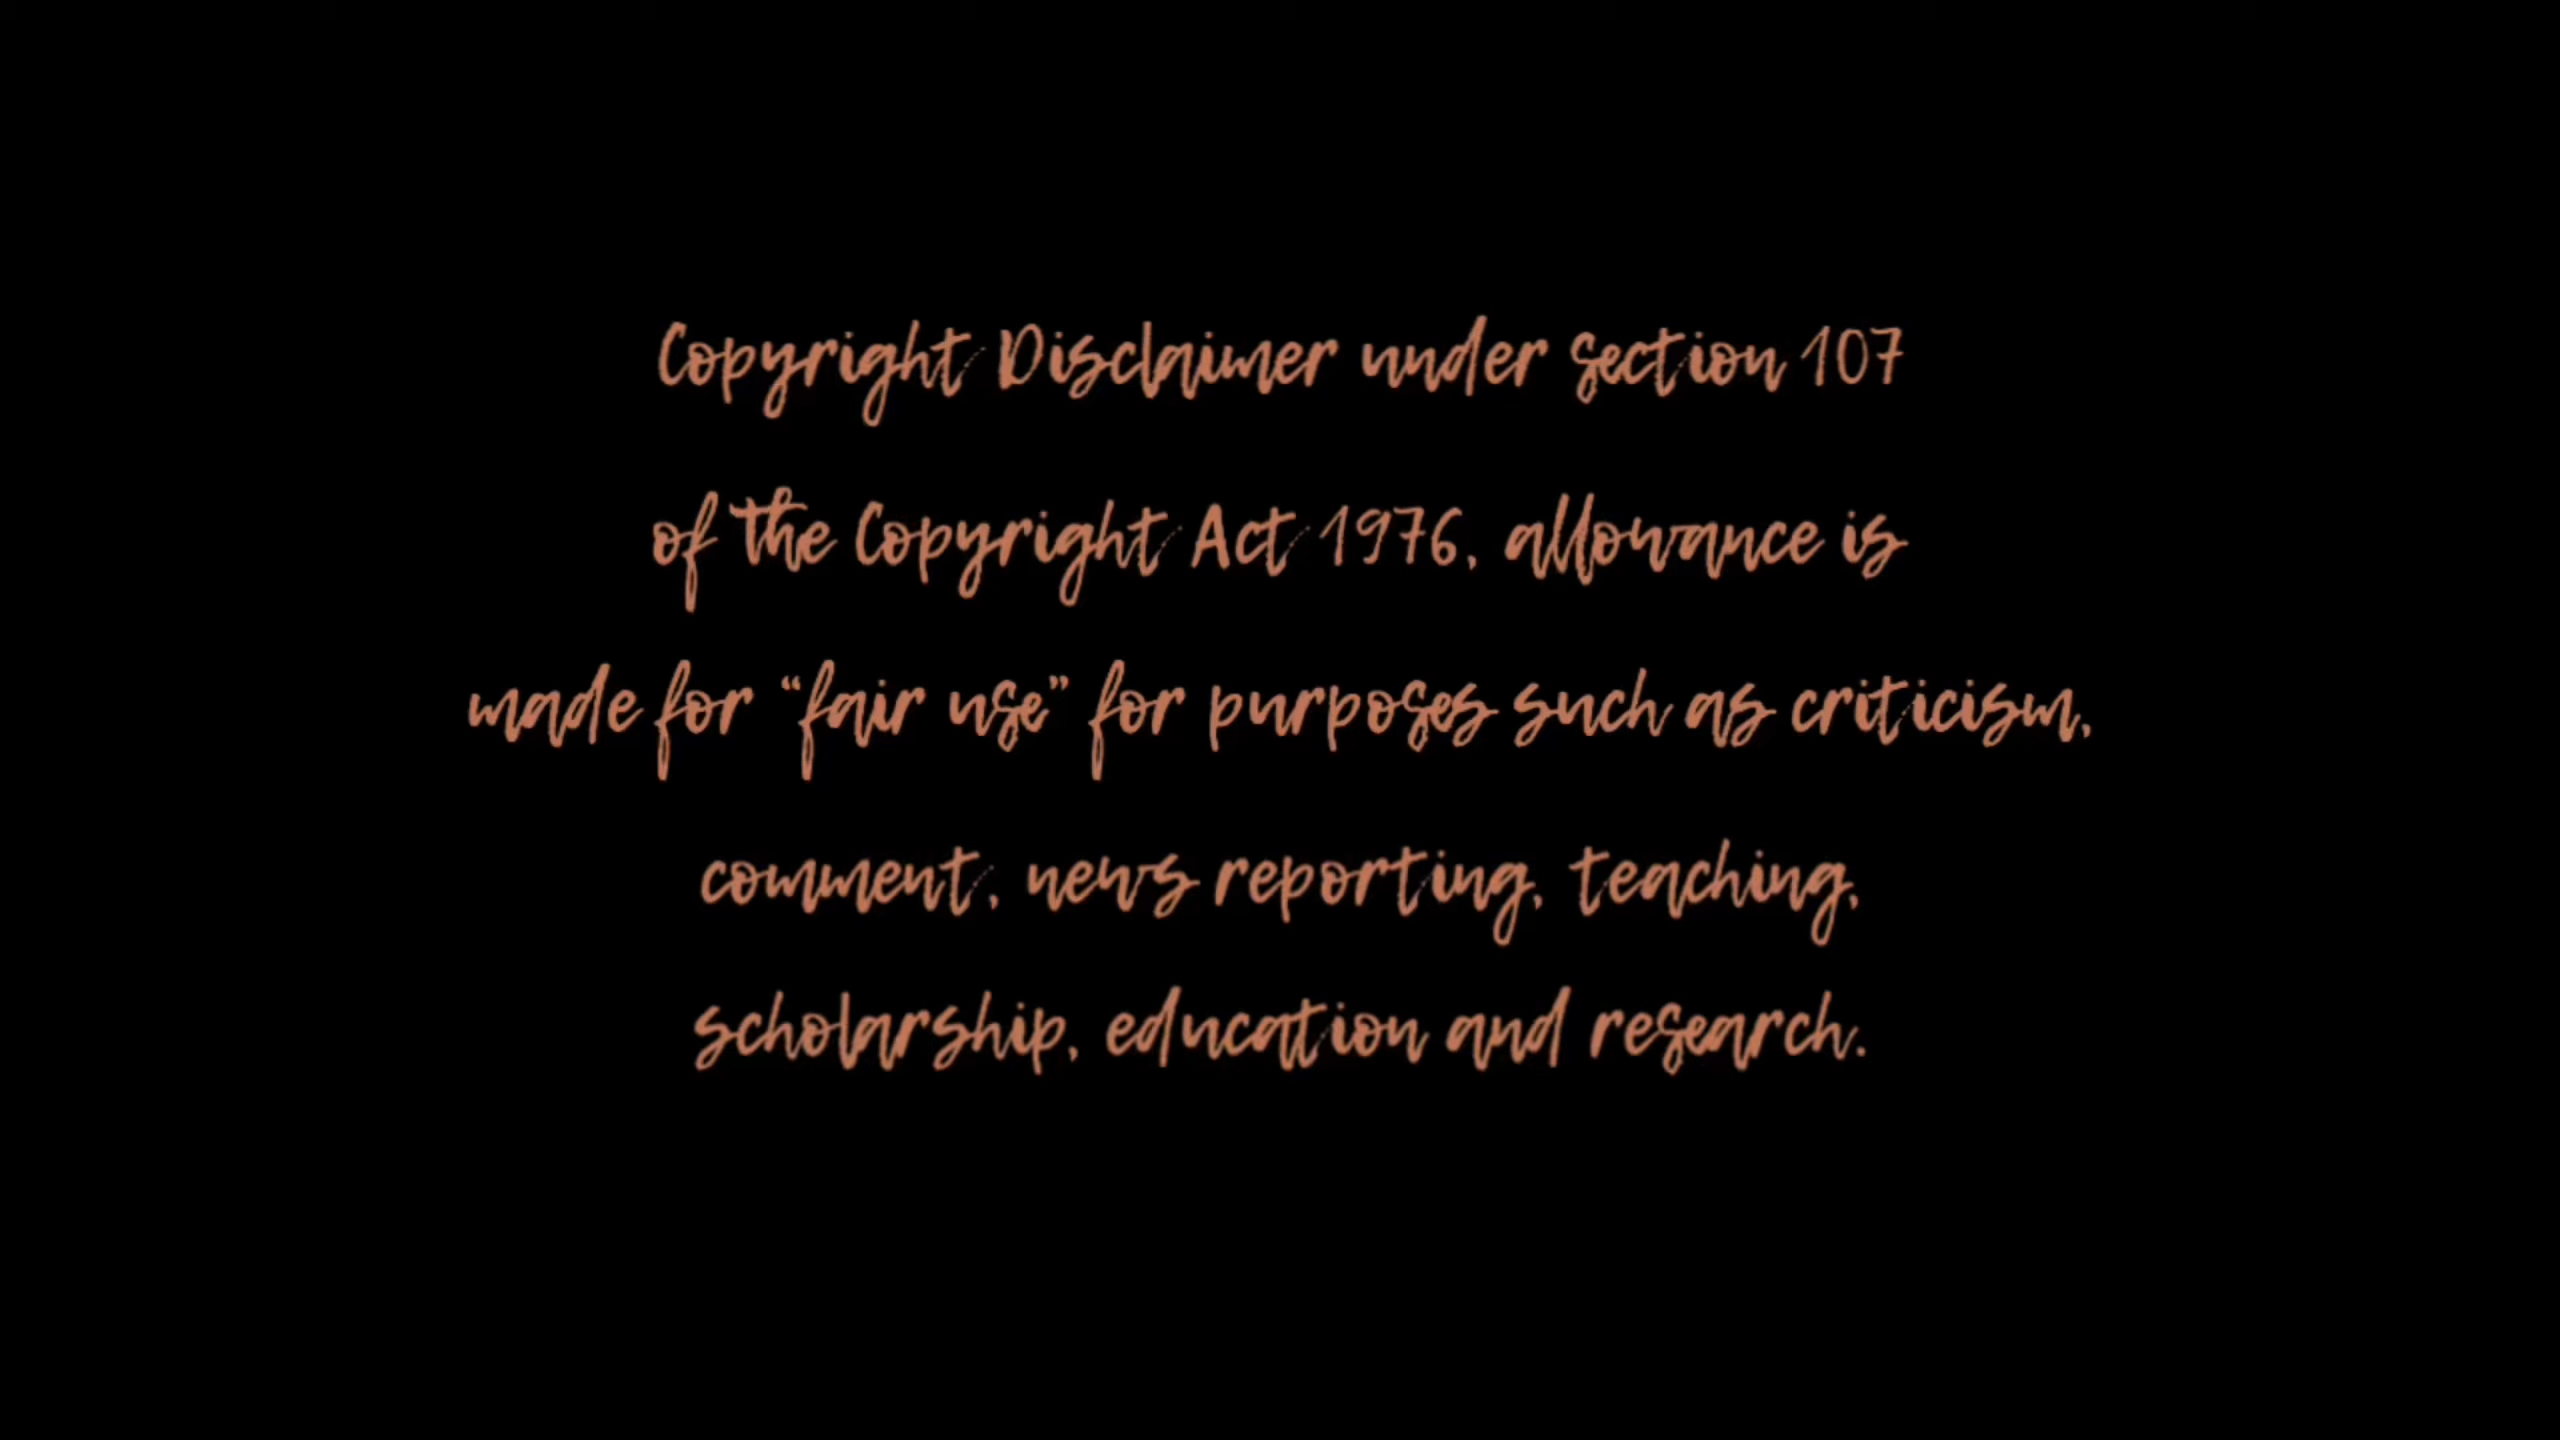 Copyright Disclaimer under section 107
of the Copyright Act 1976, allowance is
made for “fair use” for purposes such as criticism,
comment, news reporting, teaching,
scholarship, education and research.